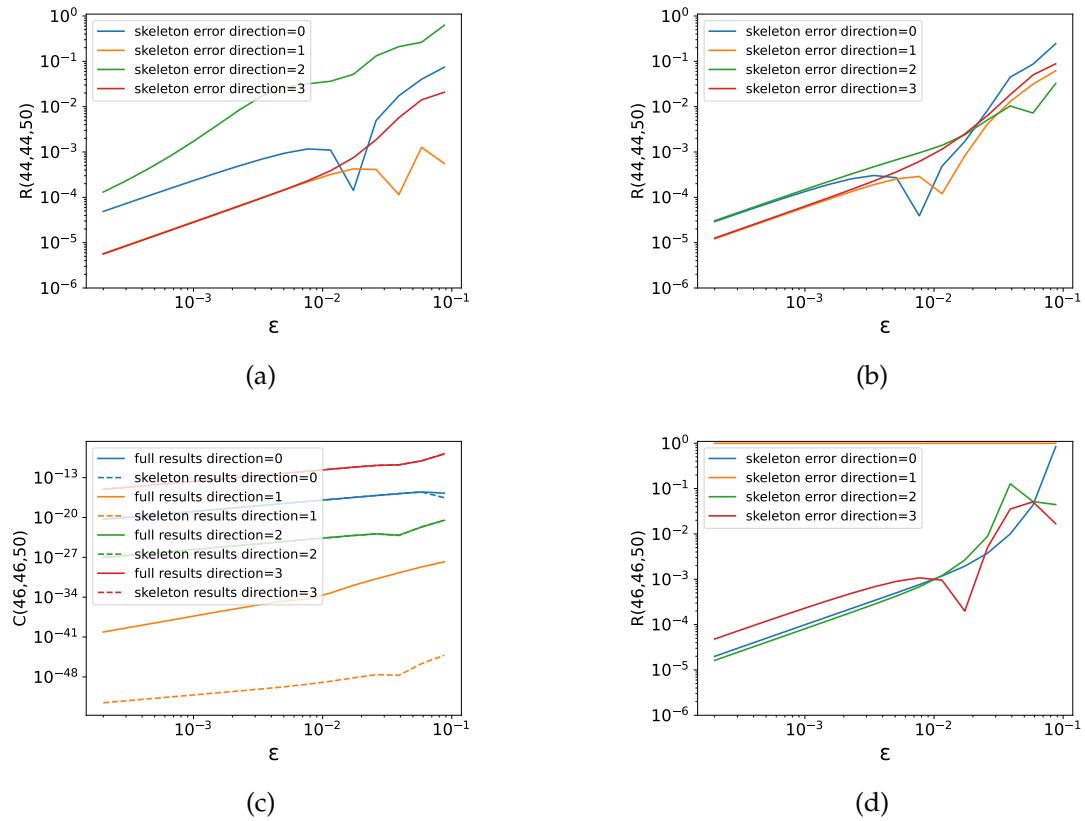 10⁰
10⁻¹
10⁻²
10⁻³
10⁻⁴
10⁻⁵
10⁻⁶
R(44,44,50)
skeleton error direction=0
skeleton error direction=1
skeleton error direction=2
skeleton error direction=3
10⁻³ 10⁻² 10⁻¹
ε
(a)
10⁰
10⁻¹
10⁻²
10⁻³
10⁻⁴
10⁻⁵
10⁻⁶
R(44,44,50)
skeleton error direction=0
skeleton error direction=1
skeleton error direction=2
skeleton error direction=3
10⁻³ 10⁻² 10⁻¹
ε
(b)
10⁻¹³
10⁻²⁰
10⁻²⁷
10⁻³⁴
10⁻⁴¹
10⁻⁴⁸
C(46,46,50)
full results direction=0
skeleton results direction=0
full results direction=1
skeleton results direction=1
full results direction=2
skeleton results direction=2
full results direction=3
skeleton results direction=3
10⁻³ 10⁻² 10⁻¹
ε
(c)
10⁰
10⁻¹
10⁻²
10⁻³
10⁻⁴
10⁻⁵
10⁻⁶
R(46,46,50)
skeleton error direction=0
skeleton error direction=1
skeleton error direction=2
skeleton error direction=3
10⁻³ 10⁻² 10⁻¹
ε
(d)